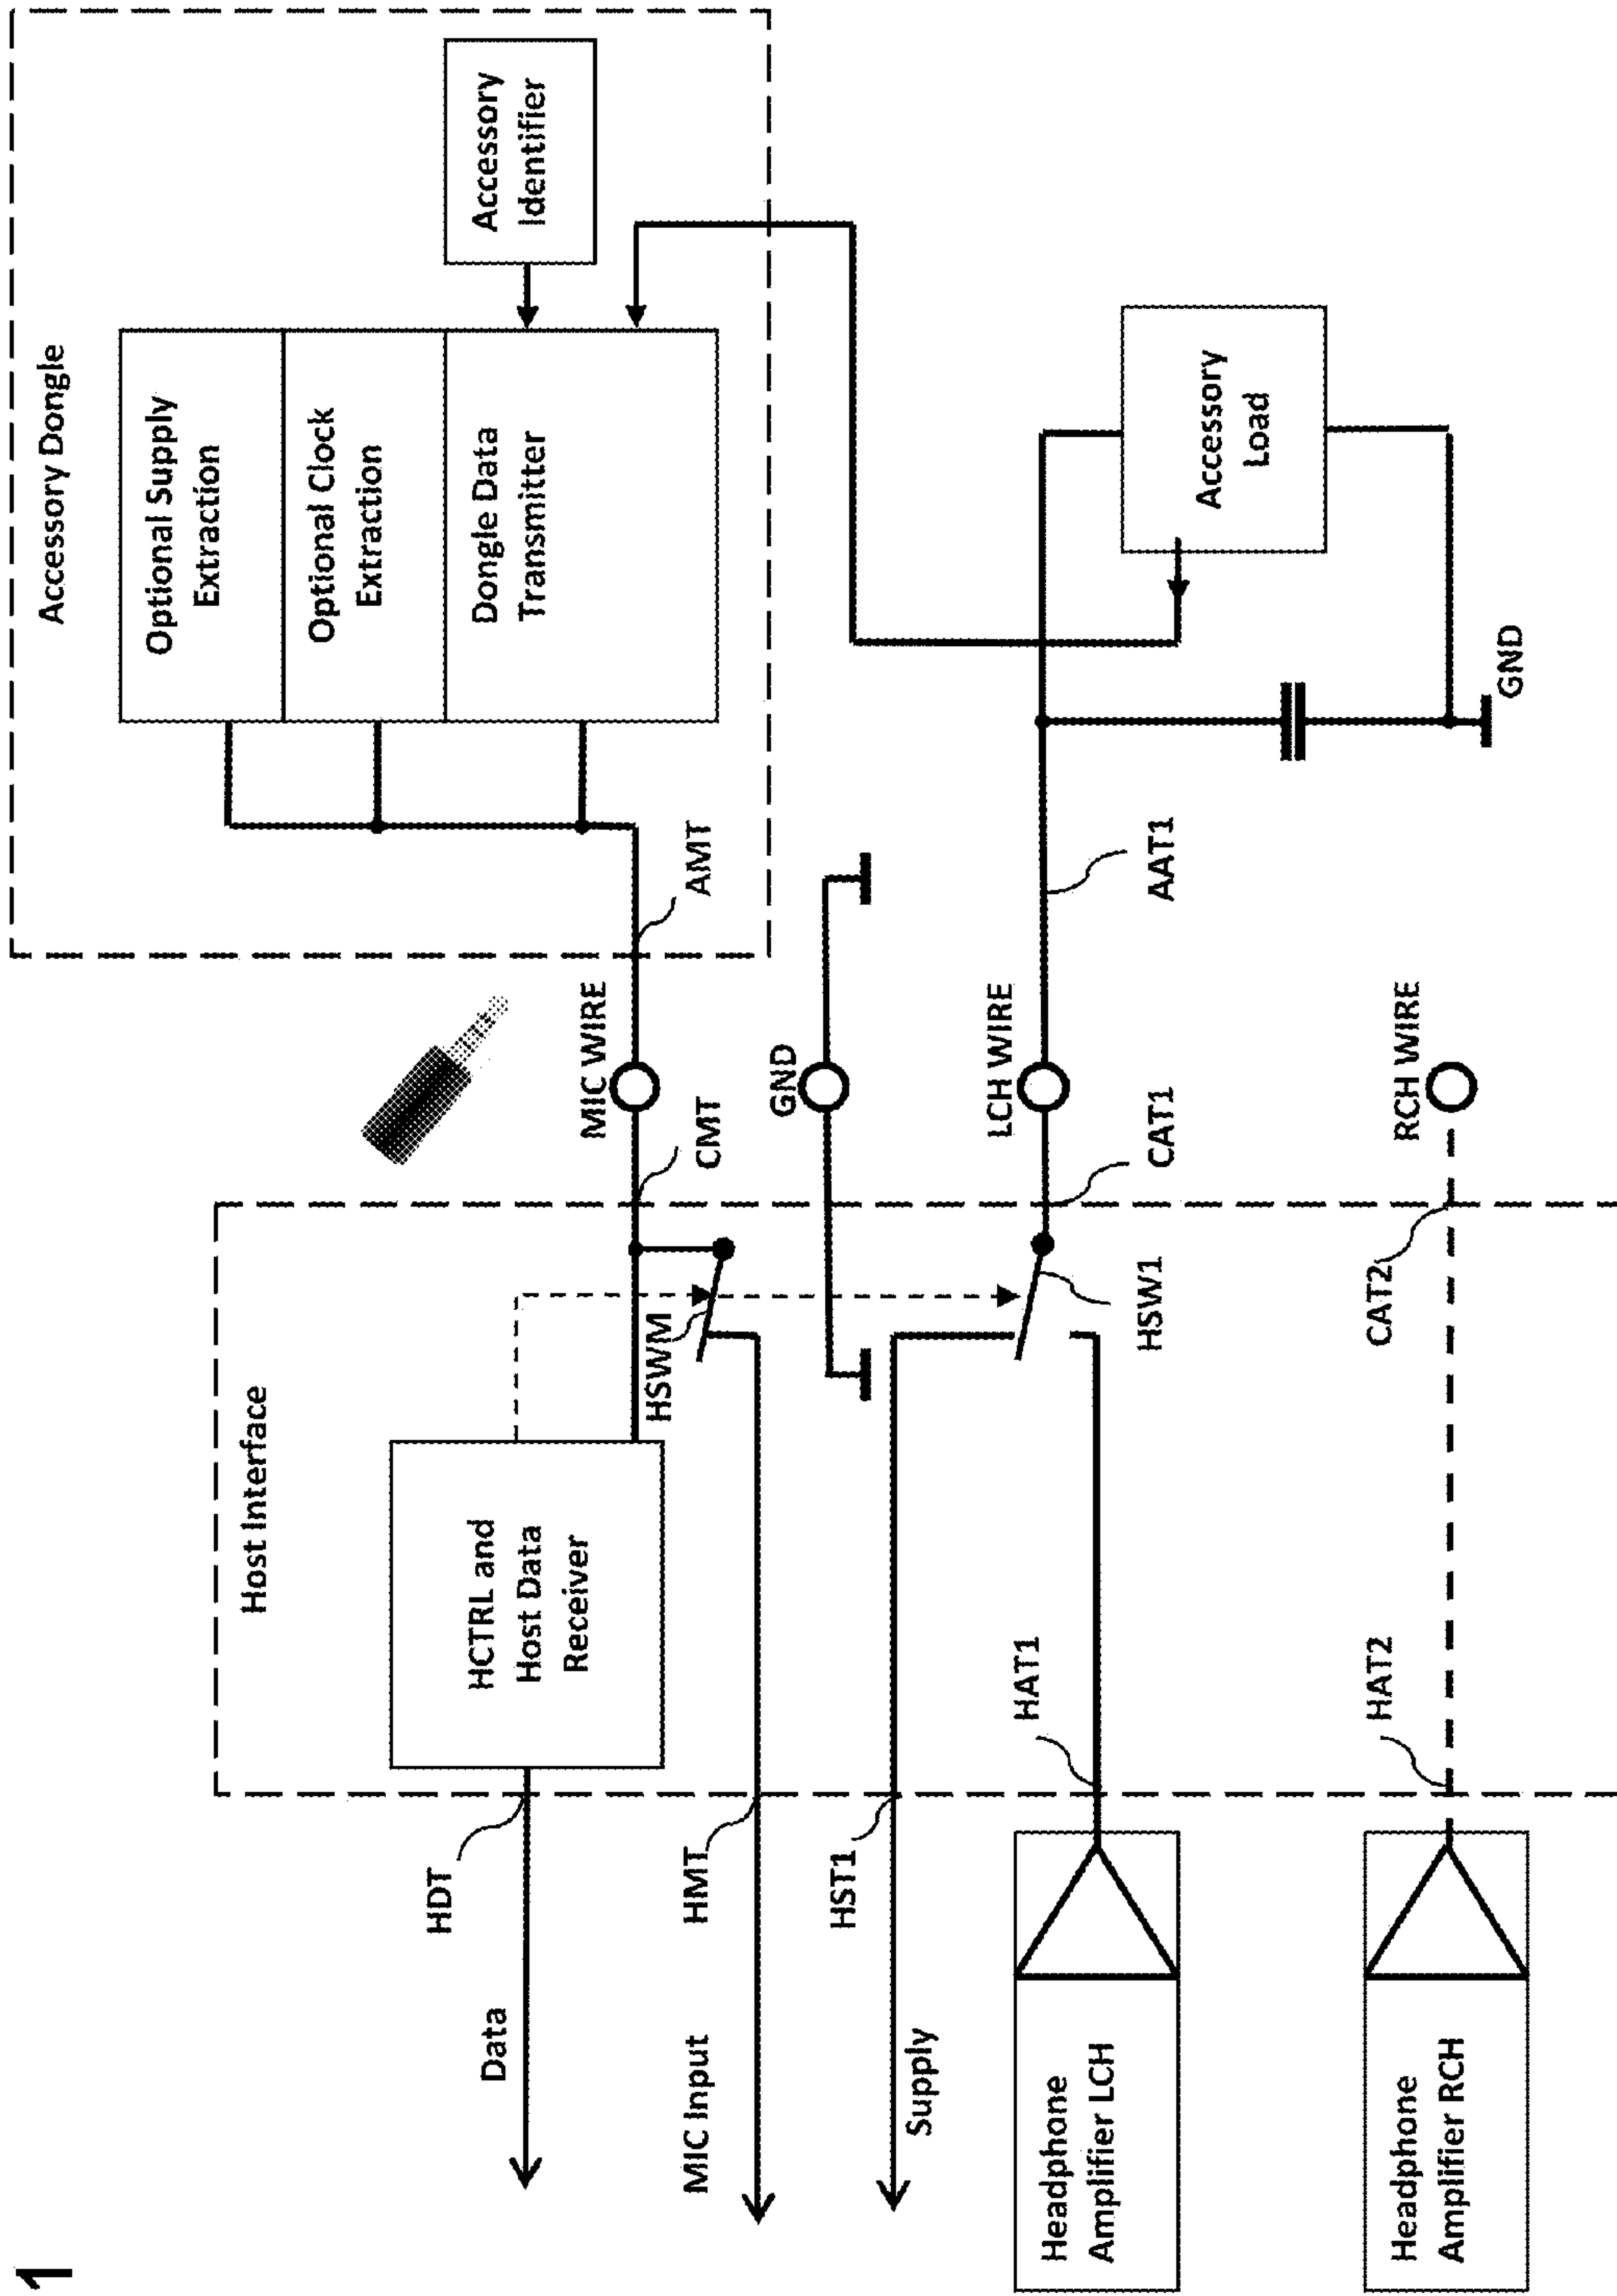 1
Accessory Dongle
Optional Supply
Extraction
Optional Clock
Extraction
Dongle Data
Transmitter
Accessory
Identifier
Host Interface
HCTRL and
Host Data
Receiver
HDT
Data
HSWM
CMT
MIC WIRE
AMT
HMT
MIC Input
GND
HST1
Supply
HSW1
CAT1
LCH WIRE
AAT1
Accessory
Load
GND
HAT1
Headphone
Amplifier LCH
HAT2
CAT2
RCH WIRE
Headphone
Amplifier RCH